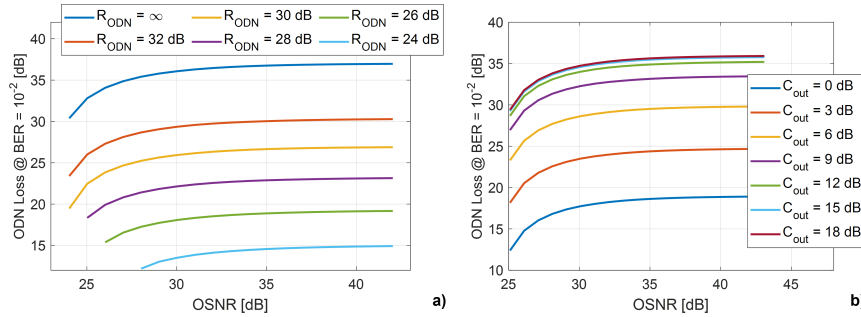 R_ODN = ∞
R_ODN = 30 dB
R_ODN = 26 dB
R_ODN = 32 dB
R_ODN = 28 dB
R_ODN = 24 dB
ODN Loss @ BER = 10^-2 [dB]
40
35
30
25
20
15
25
30
35
40
OSNR [dB]
a)
ODN Loss @ BER = 10^-2 [dB]
40
35
30
25
20
15
10
25
30
35
40
45
OSNR [dB]
C_out = 0 dB
C_out = 3 dB
C_out = 6 dB
C_out = 9 dB
C_out = 12 dB
C_out = 15 dB
C_out = 18 dB
b)